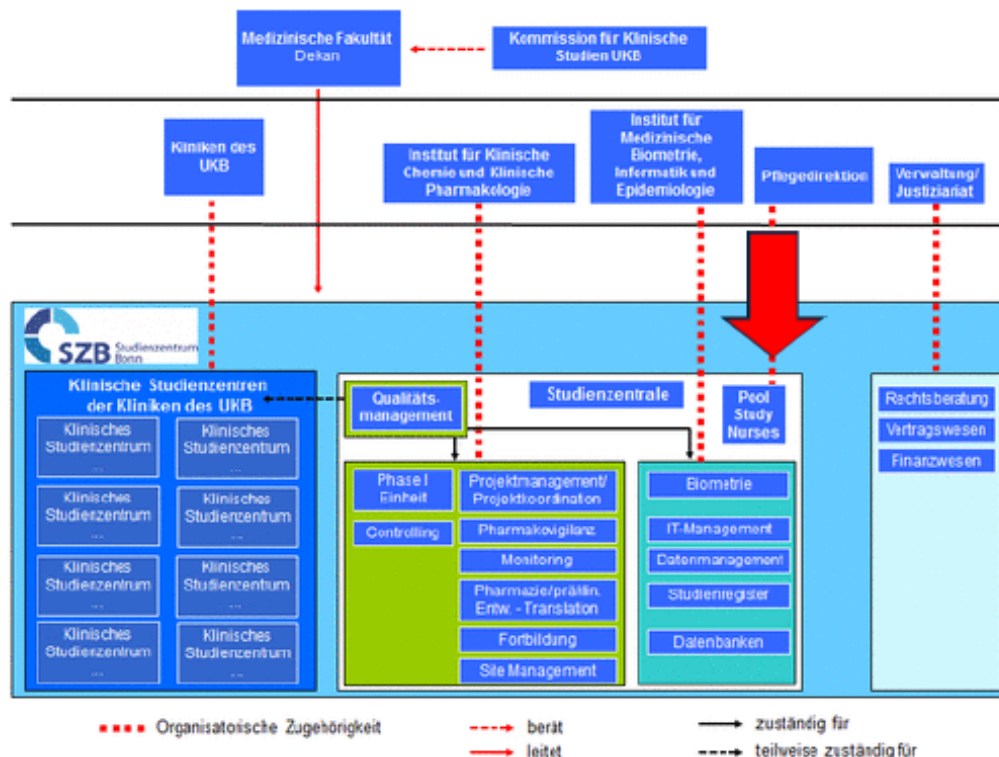 Medizinische Fakultät
Dekan
Kommission für Klinische
Studien UKB
Kliniken des
UKB
Institut für Klinische
Chemie und Klinische
Pharmakologie
Institut für
Medizinische
Biometrie,
Informatik und
Epidemiologie
Pflegedirektion
Verwaltung/
Justiziariat
SZB Studienzentrum
Bonn
Klinische Studienzentren
der Kliniken des UKB
Klinisches
Studienzentrum
...
Klinisches
Studienzentrum
...
Klinisches
Studienzentrum
...
Klinisches
Studienzentrum
...
Klinisches
Studienzentrum
...
Klinisches
Studienzentrum
...
Klinisches
Studienzentrum
...
Klinisches
Studienzentrum
...
Qualitäts-
management
Studienzentrale
Pool
Study
Nurses
Phase I
Einheit
Controlling
Projektmanagement/
Projektkoordination
Pharmakovigilanz
Monitoring
Pharmazie/präklin.
Entw. - Translation
Fortbildung
Site Management
Biometrie
IT-Management
Datenmanagement
Studienregister
Datenbanken
Rechtsberatung
Vertragswesen
Finanzwesen
Organisatorische Zugehörigkeit
berät
leitet
zuständig für
teilweise zuständig für